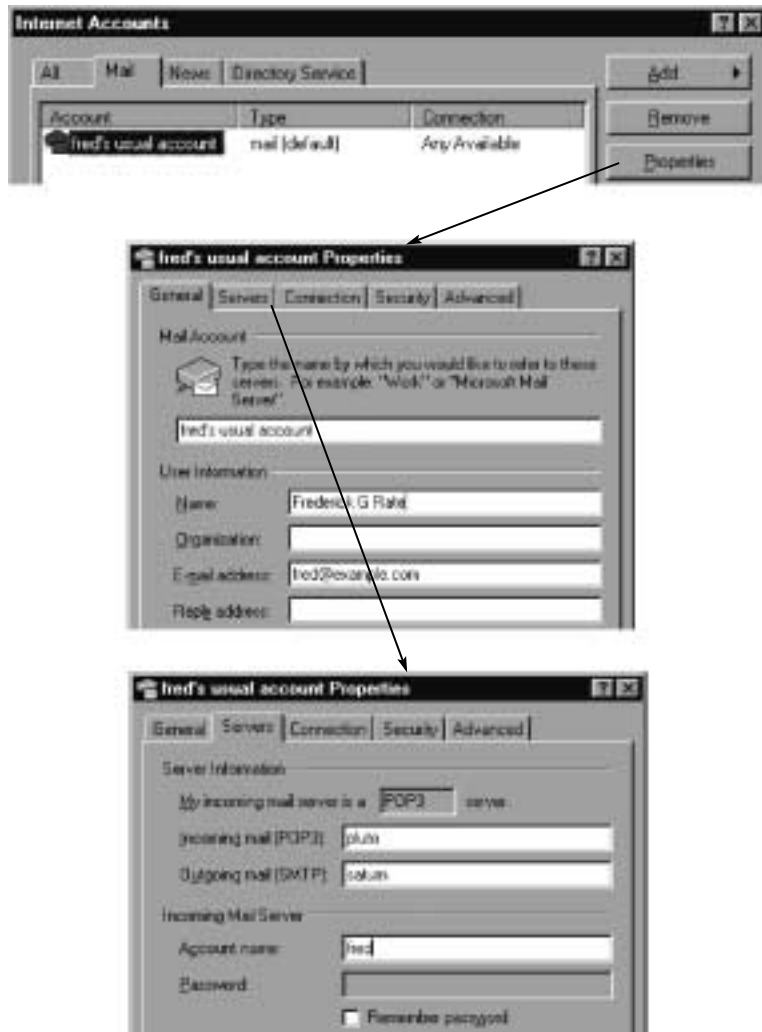 Internet Accounts
All Mail News Directory Service
Add
Account Type Connection
Remove
fred's usual account mail (default) Any Available
Properties
fred's usual account Properties
General Servers Connection Security Advanced
Mail Account
Type the name by which you would like to refer to these
servers. For example: "Work" or "Microsoft Mail
Server".
fred's usual account
User Information
Name: Frederick G Rate
Organization:
E-mail address: fred@example.com
Reply address:
fred's usual account Properties
General Servers Connection Security Advanced
Server Information
My incoming mail server is a POP3 server.
Incoming mail (POP3): pluto
Outgoing mail (SMTP): saturn
Incoming Mail Server
Account name: fred
Password:
Remember password